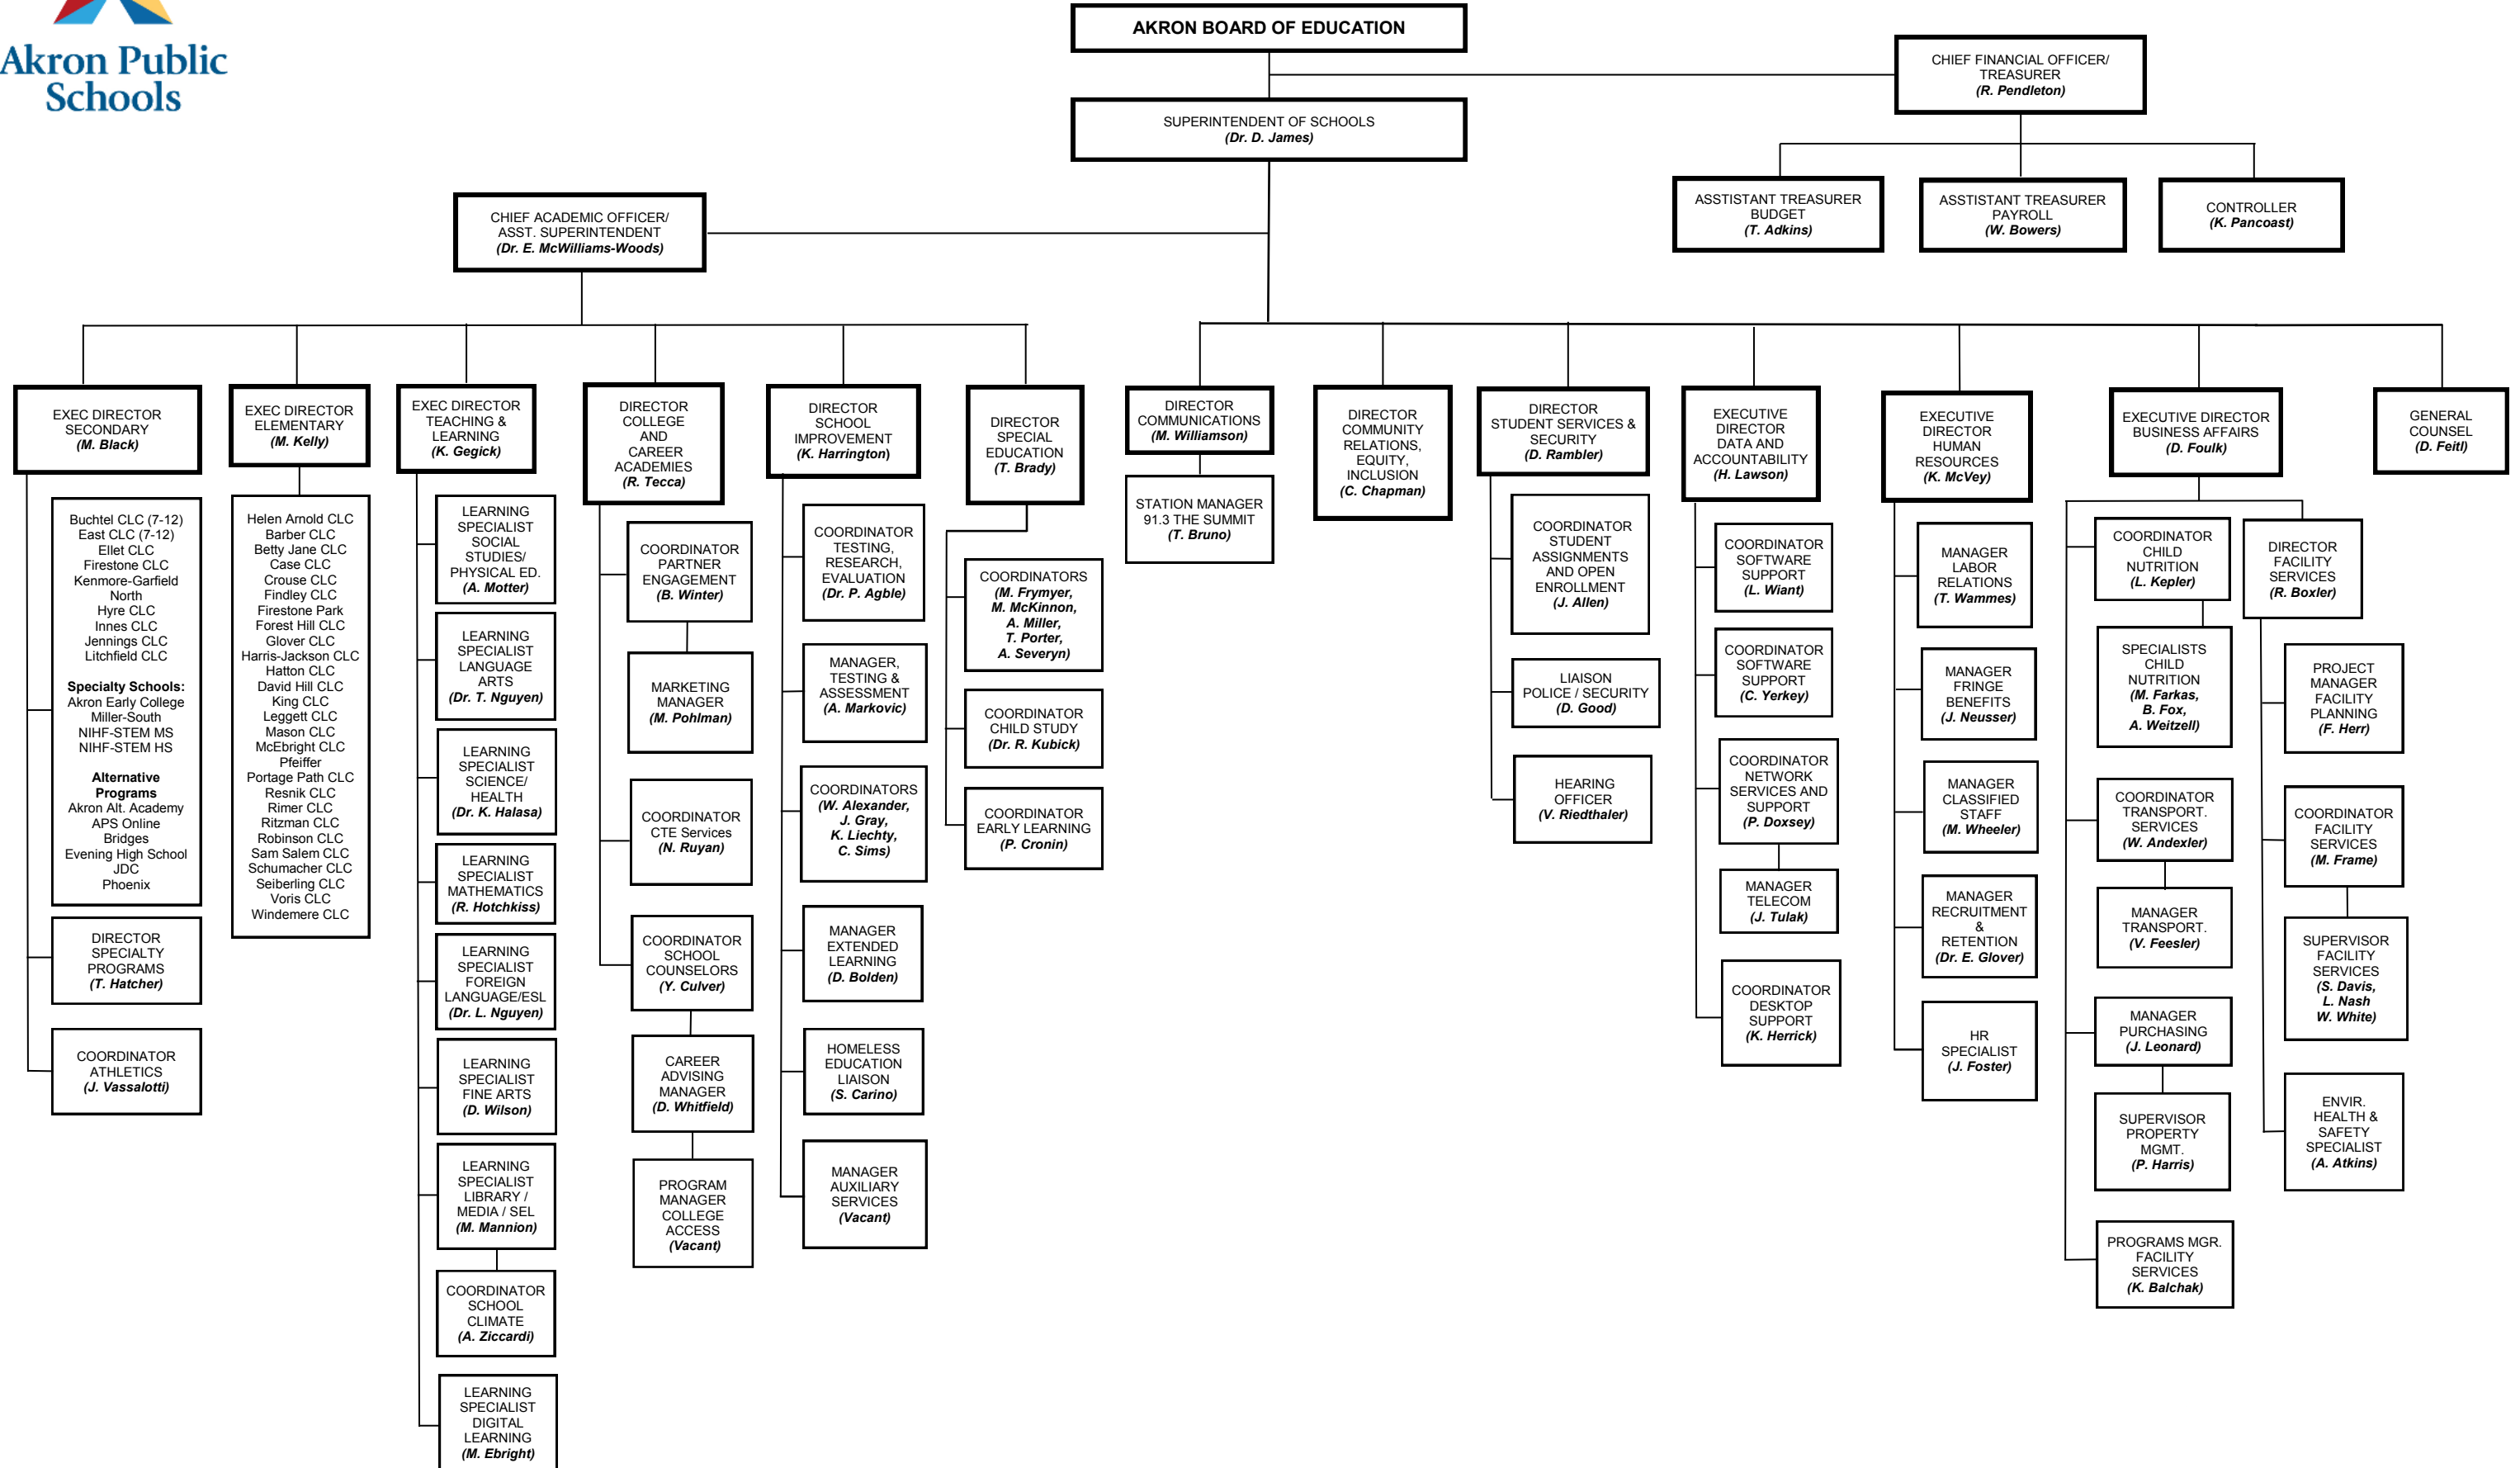 Akron Public
Schools
AKRON BOARD OF EDUCATION
CHIEF FINANCIAL OFFICER/
TREASURER
(R. Pendleton)
SUPERINTENDENT OF SCHOOLS
(Dr. D. James)
ASSTISTANT TREASURER
BUDGET
(T. Adkins)
ASSTISTANT TREASURER
PAYROLL
(W. Bowers)
CONTROLLER
(K. Pancoast)
CHIEF ACADEMIC OFFICER/
ASST. SUPERINTENDENT
(Dr. E. McWilliams-Woods)
EXEC DIRECTOR
SECONDARY
(M. Black)
Buchtel CLC (7-12)
East CLC (7-12)
Ellet CLC
Firestone CLC
Kenmore-Garfield
North
Hyre CLC
Innes CLC
Jennings CLC
Litchfield CLC
Specialty Schools:
Akron Early College
Miller-South
NIHF-STEM MS
NIHF-STEM HS
Alternative
Programs
Akron Alt. Academy
APS Online
Bridges
Evening High School
JDC
Phoenix
DIRECTOR
SPECIALTY
PROGRAMS
(T. Hatcher)
COORDINATOR
ATHLETICS
(J. Vassalotti)
EXEC DIRECTOR
ELEMENTARY
(M. Kelly)
Helen Arnold CLC
Barber CLC
Betty Jane CLC
Case CLC
Crouse CLC
Findley CLC
Firestone Park
Forest Hill CLC
Glover CLC
Harris-Jackson CLC
Hatton CLC
David Hill CLC
King CLC
Leggett CLC
Mason CLC
McEbright CLC
Pfeiffer
Portage Path CLC
Resnik CLC
Rimer CLC
Ritzman CLC
Robinson CLC
Sam Salem CLC
Schumacher CLC
Seiberling CLC
Voris CLC
Windemere CLC
EXEC DIRECTOR
TEACHING &
LEARNING
(K. Gegick)
LEARNING
SPECIALIST
SOCIAL
STUDIES/
PHYSICAL ED.
(A. Motter)
LEARNING
SPECIALIST
LANGUAGE
ARTS
(Dr. T. Nguyen)
LEARNING
SPECIALIST
SCIENCE/
HEALTH
(Dr. K. Halasa)
LEARNING
SPECIALIST
MATHEMATICS
(R. Hotchkiss)
LEARNING
SPECIALIST
FOREIGN
LANGUAGE/ESL
(Dr. L. Nguyen)
LEARNING
SPECIALIST
FINE ARTS
(D. Wilson)
LEARNING
SPECIALIST
LIBRARY /
MEDIA / SEL
(M. Mannion)
COORDINATOR
SCHOOL
CLIMATE
(A. Ziccardi)
LEARNING
SPECIALIST
DIGITAL
LEARNING
(M. Ebright)
DIRECTOR
COLLEGE
AND
CAREER
ACADEMIES
(R. Tecca)
COORDINATOR
PARTNER
ENGAGEMENT
(B. Winter)
MARKETING
MANAGER
(M. Pohlman)
COORDINATOR
CTE Services
(N. Ruyan)
COORDINATOR
SCHOOL
COUNSELORS
(Y. Culver)
CAREER
ADVISING
MANAGER
(D. Whitfield)
PROGRAM
MANAGER
COLLEGE
ACCESS
(Vacant)
DIRECTOR
SCHOOL
IMPROVEMENT
(K. Harrington)
COORDINATOR
TESTING,
RESEARCH,
EVALUATION
(Dr. P. Agble)
MANAGER,
TESTING &
ASSESSMENT
(A. Markovic)
COORDINATORS
(W. Alexander,
J. Gray,
K. Liechty,
C. Sims)
MANAGER
EXTENDED
LEARNING
(D. Bolden)
HOMELESS
EDUCATION
LIAISON
(S. Carino)
MANAGER
AUXILIARY
SERVICES
(Vacant)
DIRECTOR
SPECIAL
EDUCATION
(T. Brady)
COORDINATORS
(M. Frymyer,
M. McKinnon,
A. Miller,
T. Porter,
A. Severyn)
COORDINATOR
CHILD STUDY
(Dr. R. Kubick)
COORDINATOR
EARLY LEARNING
(P. Cronin)
DIRECTOR
COMMUNICATIONS
(M. Williamson)
STATION MANAGER
91.3 THE SUMMIT
(T. Bruno)
DIRECTOR
COMMUNITY
RELATIONS,
EQUITY,
INCLUSION
(C. Chapman)
DIRECTOR
STUDENT SERVICES &
SECURITY
(D. Rambler)
COORDINATOR
STUDENT
ASSIGNMENTS
AND OPEN
ENROLLMENT
(J. Allen)
LIAISON
POLICE / SECURITY
(D. Good)
HEARING
OFFICER
(V. Riedthaler)
EXECUTIVE
DIRECTOR
DATA AND
ACCOUNTABILITY
(H. Lawson)
COORDINATOR
SOFTWARE
SUPPORT
(L. Wiant)
COORDINATOR
SOFTWARE
SUPPORT
(C. Yerkey)
COORDINATOR
NETWORK
SERVICES AND
SUPPORT
(P. Doxsey)
MANAGER
TELECOM
(J. Tulak)
COORDINATOR
DESKTOP
SUPPORT
(K. Herrick)
EXECUTIVE
DIRECTOR
HUMAN
RESOURCES
(K. McVey)
MANAGER
LABOR
RELATIONS
(T. Wammes)
MANAGER
FRINGE
BENEFITS
(J. Neusser)
MANAGER
CLASSIFIED
STAFF
(M. Wheeler)
MANAGER
RECRUITMENT
&
RETENTION
(Dr. E. Glover)
HR
SPECIALIST
(J. Foster)
EXECUTIVE DIRECTOR
BUSINESS AFFAIRS
(D. Foulk)
COORDINATOR
CHILD
NUTRITION
(L. Kepler)
SPECIALISTS
CHILD
NUTRITION
(M. Farkas,
B. Fox,
A. Weitzell)
COORDINATOR
TRANSPORT.
SERVICES
(W. Andexler)
MANAGER
TRANSPORT.
(V. Feesler)
MANAGER
PURCHASING
(J. Leonard)
SUPERVISOR
PROPERTY
MGMT.
(P. Harris)
PROGRAMS MGR.
FACILITY
SERVICES
(K. Balchak)
DIRECTOR
FACILITY
SERVICES
(R. Boxler)
PROJECT
MANAGER
FACILITY
PLANNING
(F. Herr)
COORDINATOR
FACILITY
SERVICES
(M. Frame)
SUPERVISOR
FACILITY
SERVICES
(S. Davis,
L. Nash
W. White)
ENVIR.
HEALTH &
SAFETY
SPECIALIST
(A. Atkins)
GENERAL
COUNSEL
(D. Feitl)